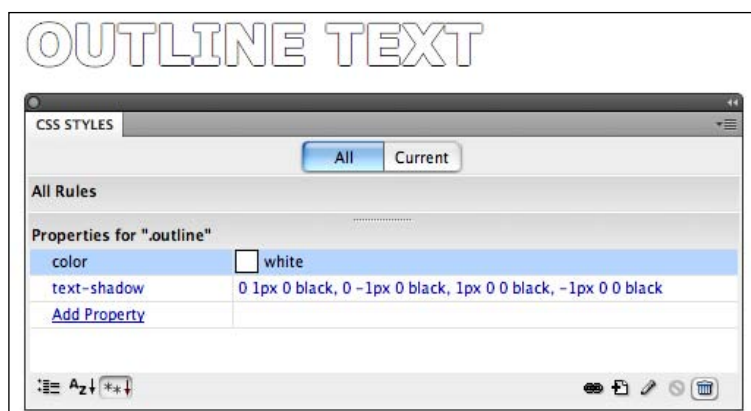 OUTLINE TEXT
CSS STYLES
All Current
All Rules
Properties for ".outline"
color white
text-shadow 0 1px 0 black, 0 -1px 0 black, 1px 0 0 black, -1px 0 0 black
Add Property
Az↓ **↓